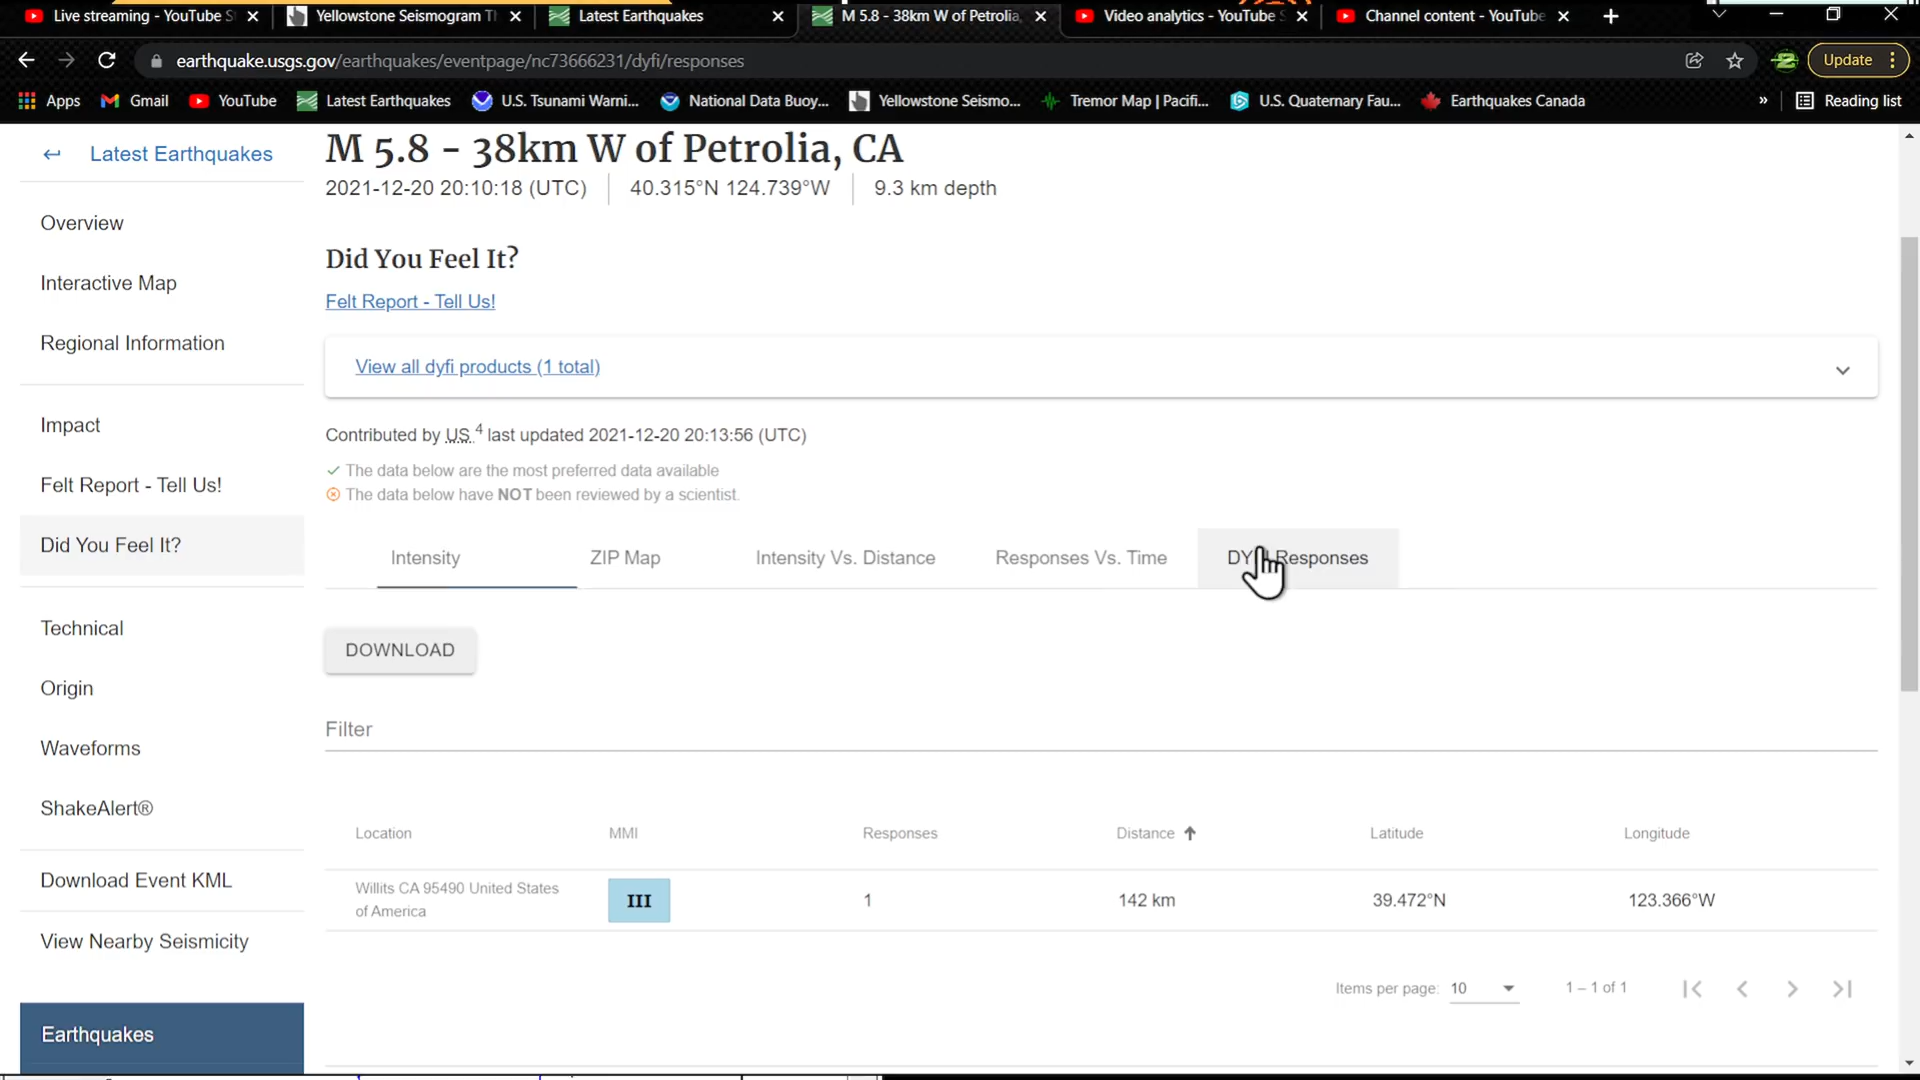 Live streaming - YouTube S
Yellowstone Seismogram T
Latest Earthquakes
M 5.8 - 38km W of Petrolia,
Video analytics - YouTube S
Channel content - YouTube
earthquake.usgs.gov/earthquakes/eventpage/nc73666231/dyfi/responses
Update
Apps
Gmail
YouTube
Latest Earthquakes
U.S. Tsunami Warni...
National Data Buoy...
Yellowstone Seismo...
Tremor Map | Pacifi...
U.S. Quaternary Fau...
Earthquakes Canada
»
Reading list
Latest Earthquakes
Overview
Interactive Map
Regional Information
Impact
Felt Report - Tell Us!
Did You Feel It?
Technical
Origin
Waveforms
ShakeAlert®
Download Event KML
View Nearby Seismicity
Earthquakes
M 5.8 - 38km W of Petrolia, CA
2021-12-20 20:10:18 (UTC)
40.315°N 124.739°W
9.3 km depth
Did You Feel It?
Felt Report - Tell Us!
View all dyfi products (1 total)
Contributed by US 4 last updated 2021-12-20 20:13:56 (UTC)
The data below are the most preferred data available
The data below have NOT been reviewed by a scientist.
Intensity
ZIP Map
Intensity Vs. Distance
Responses Vs. Time
Responses
DOWNLOAD
Filter
Location
MMI
Responses
Distance
Latitude
Longitude
Willits CA 95490 United States
of America
III
1
142 km
39.472°N
123.366°W
Items per page:
10
1 – 1 of 1